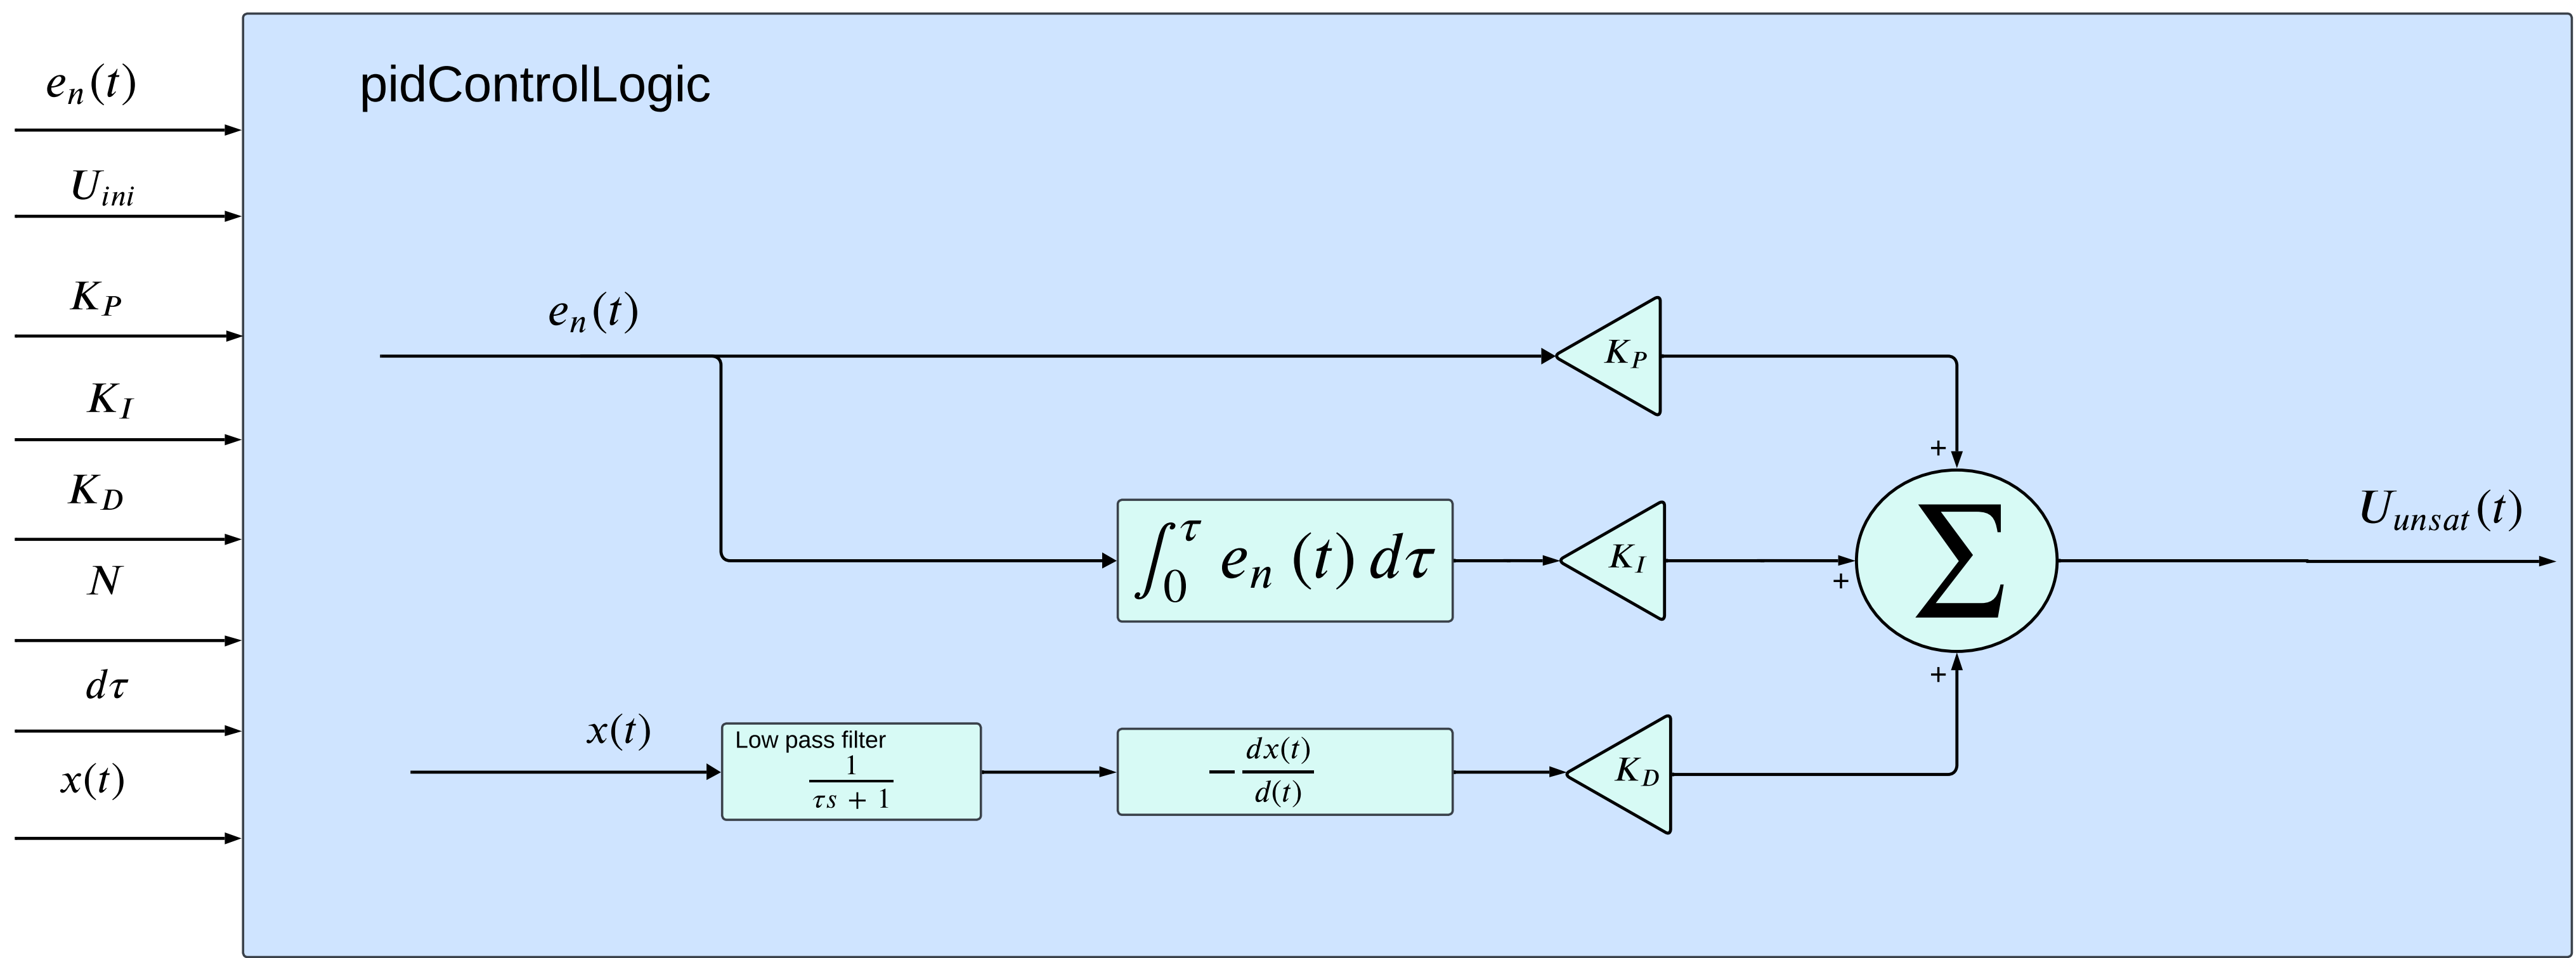 pidControlLogic
e_n(t)
U_ini
K_P
K_I
K_D
N
dτ
x(t)
e_n(t)
K_P
+
∫_0^τ e_n (t) dτ
K_I
+
Σ
U_unsat(t)
+
x(t)
Low pass filter
1
τs + 1
− dx(t)
d(t)
K_D